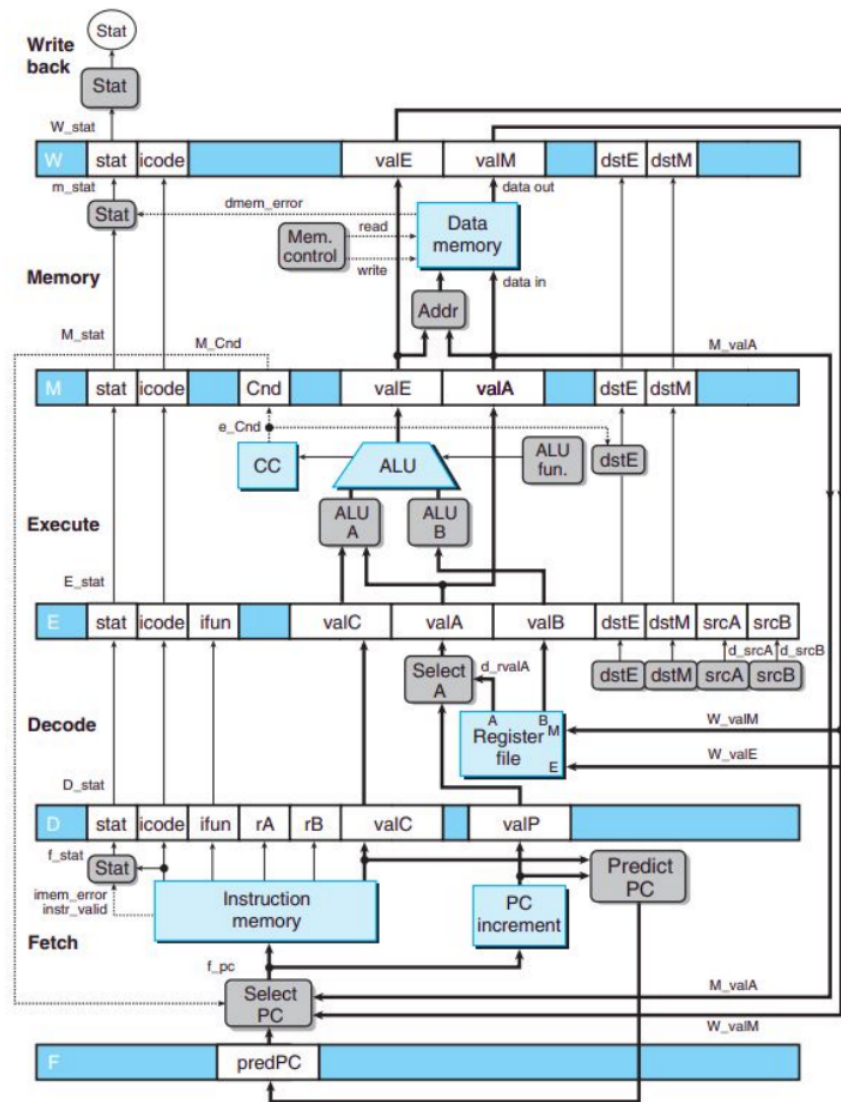 Stat
Write
back
Stat
W_stat
W stat icode valE valM dstE dstM
m_stat
data out
Stat
dmem_error
Mem.
control
read
write
Data
memory
Memory
data in
Addr
M_stat
M_Cnd
M_valA
M stat icode Cnd valE valA dstE dstM
e_Cnd
CC
ALU
ALU
fun.
dstE
ALU
A
ALU
B
Execute
E_stat
E stat icode ifun valC valA valB dstE dstM srcA srcB
d_srcA d_srcB
Select
A
d_rvalA
dstE dstM srcA srcB
A B
M
Register
file
E
W_valM
W_valE
Decode
D_stat
D stat icode ifun rA rB valC valP
f_stat
Stat
imem_error
instr_valid
Instruction
memory
PC
increment
Predict
PC
Fetch
f_pc
Select
PC
M_valA
W_valM
F predPC